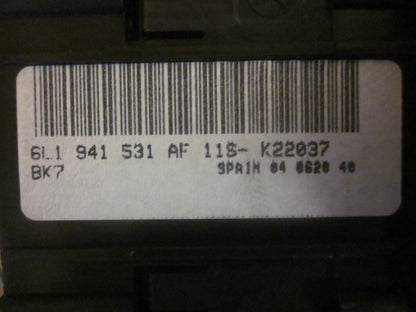 6L1 941 531 AF 11S- K22037
BK7 SPAIN 04 0620 40